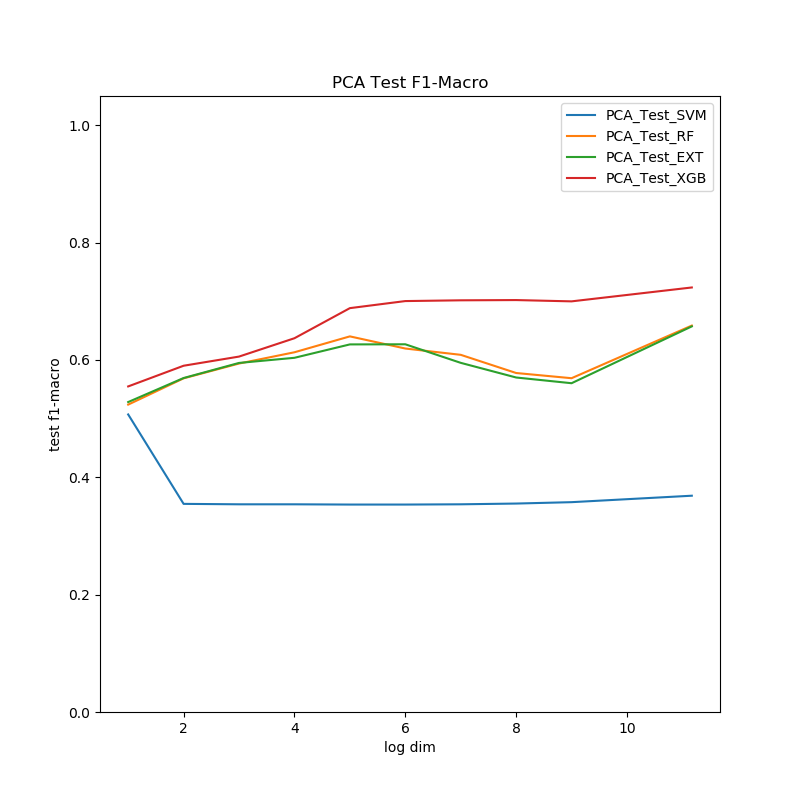 PCA Test F1-Macro
PCA_Test_SVM
PCA_Test_RF
PCA_Test_EXT
PCA_Test_XGB
1.0
0.8
0.6
0.4
0.2
0.0
test f1-macro
2 4 6 8 10
log dim